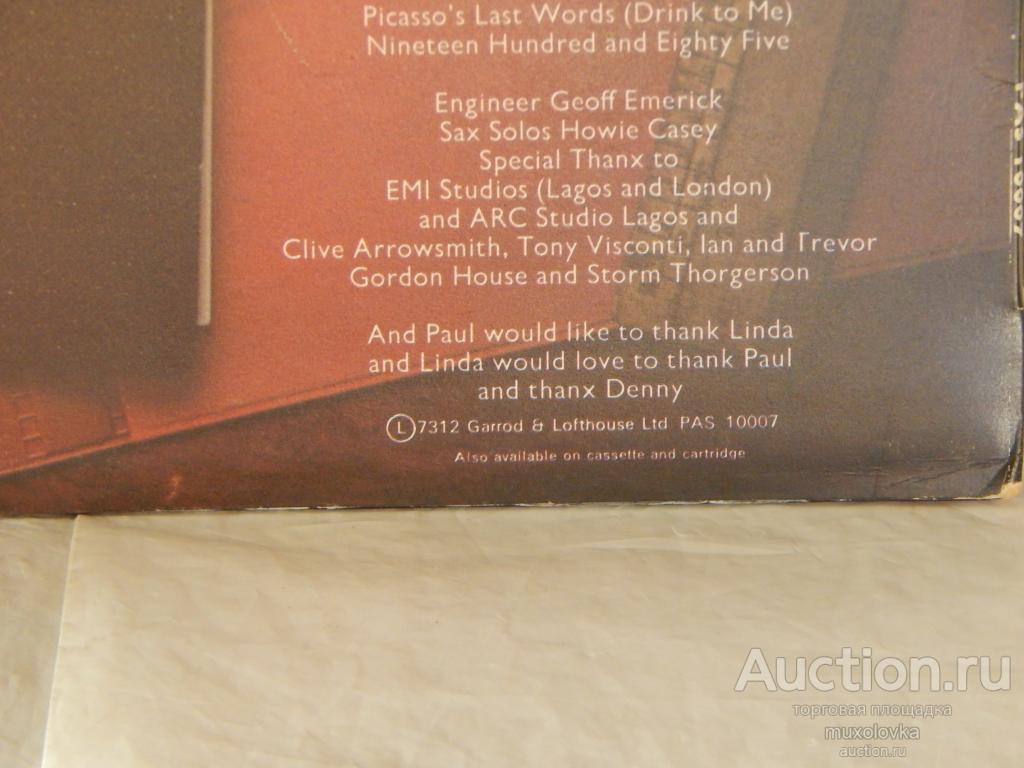 Picasso's Last Words (Drink to Me)
Nineteen Hundred and Eighty Five
Engineer Geoff Emerick
Sax Solos Howie Casey
Special Thanx to
EMI Studios (Lagos and London)
and ARC Studio Lagos and
Clive Arrowsmith, Tony Visconti, Ian and Trevor
Gordon House and Storm Thorgerson
And Paul would like to thank Linda
and Linda would love to thank Paul
and thanx Denny
Ⓛ7312 Garrod & Lofthouse Ltd PAS 10007
Also available on cassette and cartridge
Auction.ru
торговая площадка
muxolovka
auction.ru